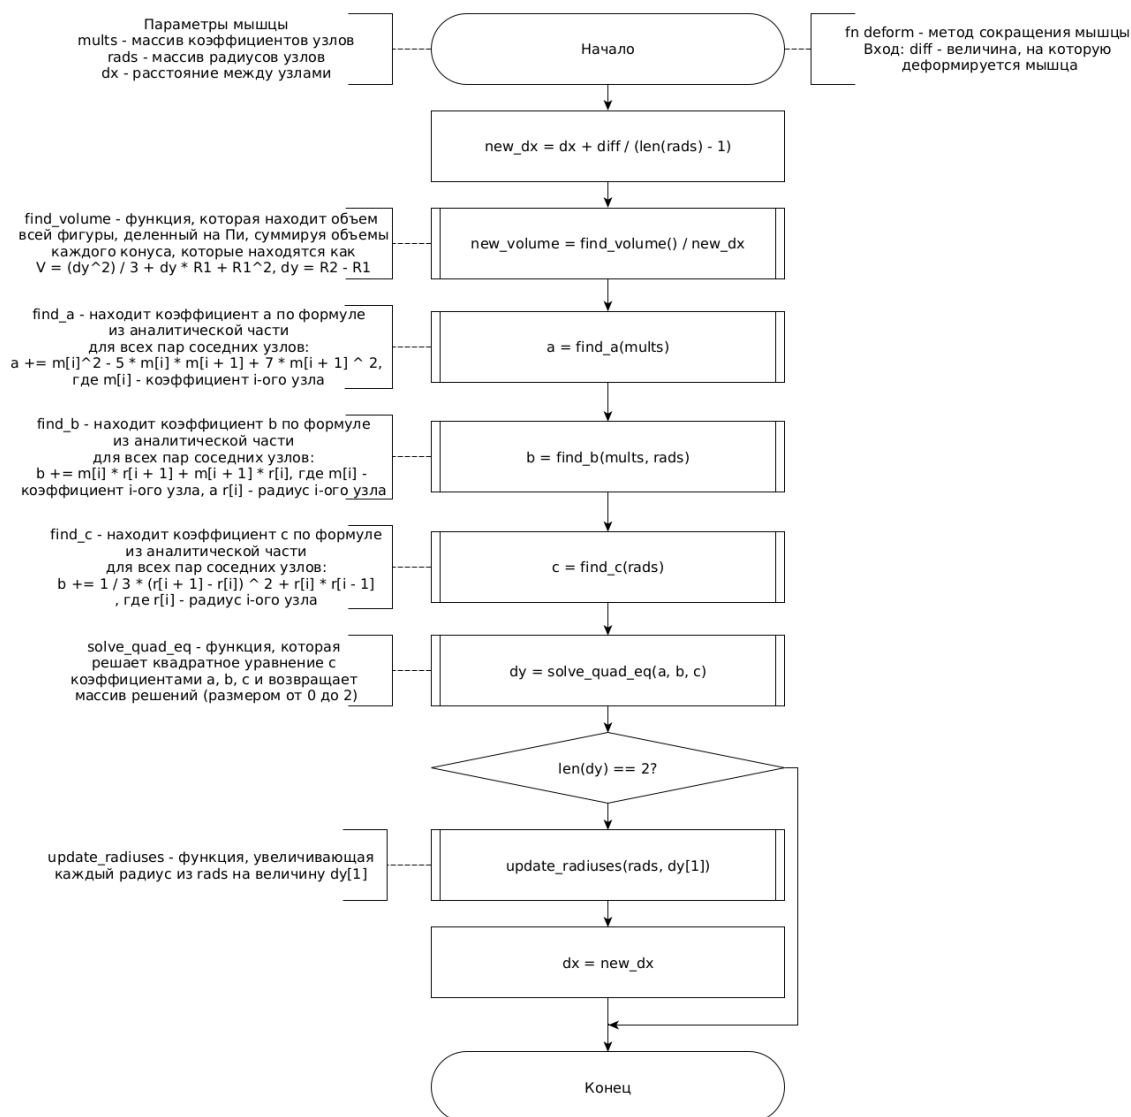 Параметры мышцы
mults - массив коэффициентов узлов
rads - массив радиусов узлов
dx - расстояние между узлами
Начало
fn deform - метод сокращения мышцы
Вход: diff - величина, на которую
деформируется мышца
new_dx = dx + diff / (len(rads) - 1)
find_volume - функция, которая находит объем
всей фигуры, деленный на Пи, суммируя объемы
каждого конуса, которые находятся как
V = (dy^2) / 3 + dy * R1 + R1^2, dy = R2 - R1
new_volume = find_volume() / new_dx
find_a - находит коэффициент a по формуле
из аналитической части
для всех пар соседних узлов:
a += m[i]^2 - 5 * m[i] * m[i + 1] + 7 * m[i + 1] ^ 2,
где m[i] - коэффициент i-ого узла
a = find_a(mults)
find_b - находит коэффициент b по формуле
из аналитической части
для всех пар соседних узлов:
b += m[i] * r[i + 1] + m[i + 1] * r[i], где m[i] -
коэффициент i-ого узла, а r[i] - радиус i-ого узла
b = find_b(mults, rads)
find_c - находит коэффициент c по формуле
из аналитической части
для всех пар соседних узлов:
b += 1 / 3 * (r[i + 1] - r[i]) ^ 2 + r[i] * r[i - 1]
, где r[i] - радиус i-ого узла
c = find_c(rads)
solve_quad_eq - функция, которая
решает квадратное уравнение с
коэффициентами a, b, c и возвращает
массив решений (размером от 0 до 2)
dy = solve_quad_eq(a, b, c)
len(dy) == 2?
update_radiuses - функция, увеличивающая
каждый радиус из rads на величину dy[1]
update_radiuses(rads, dy[1])
dx = new_dx
Конец